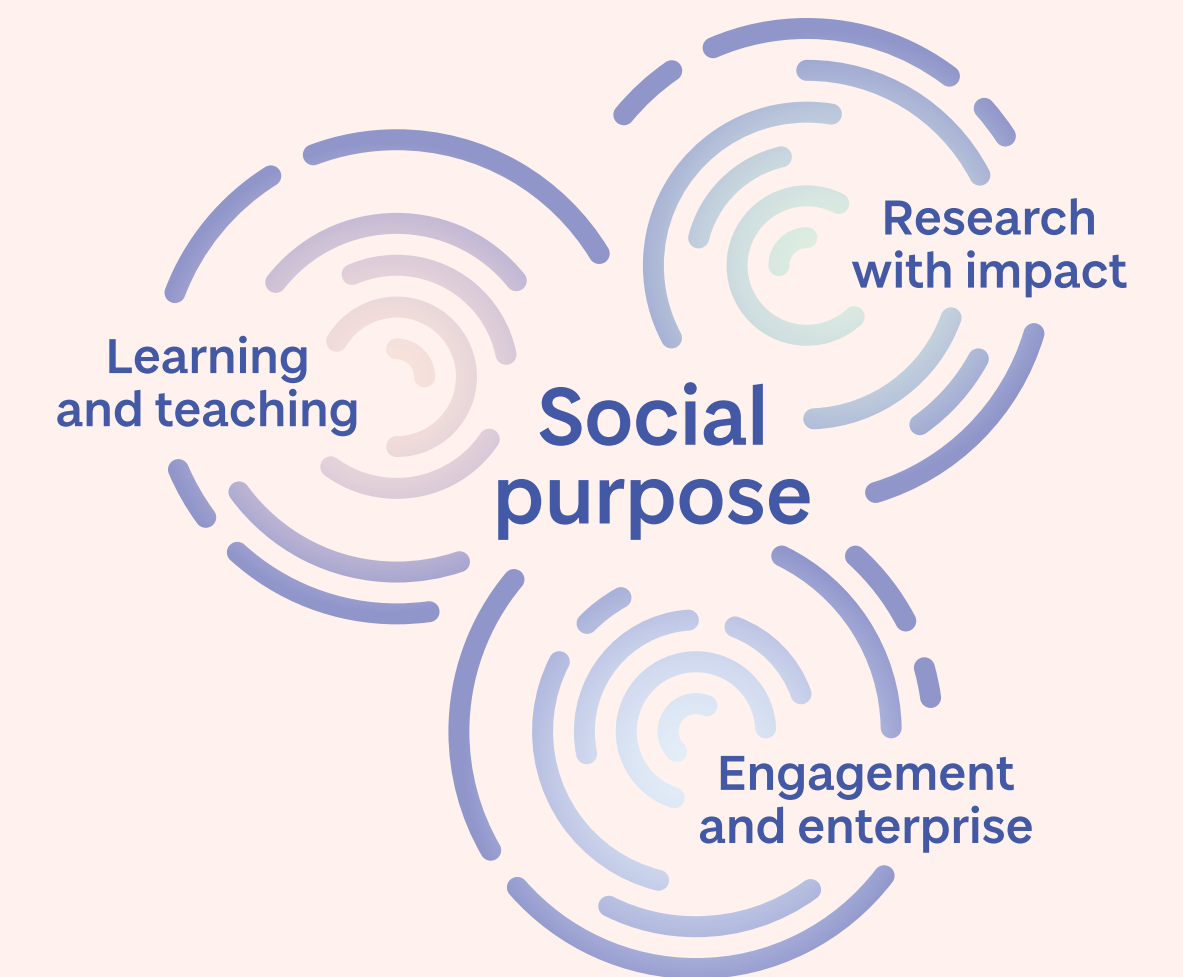 Research
with impact
Learning
and teaching
Social
purpose
Engagement
and enterprise